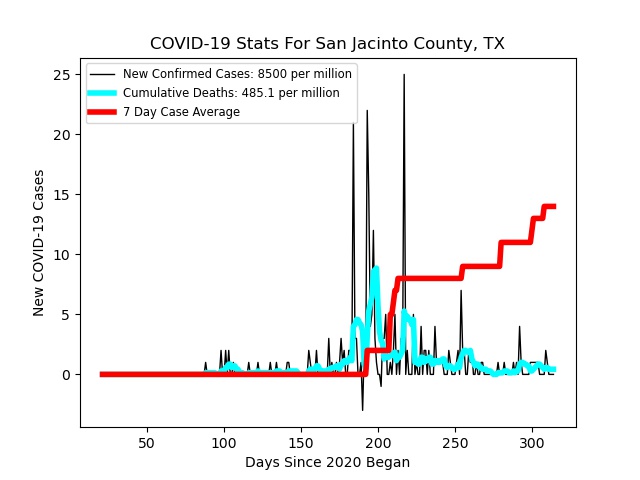 COVID-19 Stats For San Jacinto County, TX
New Confirmed Cases: 8500 per million
Cumulative Deaths: 485.1 per million
7 Day Case Average
25
20
15
10
5
0
New COVID-19 Cases
50 100 150 200 250 300
Days Since 2020 Began